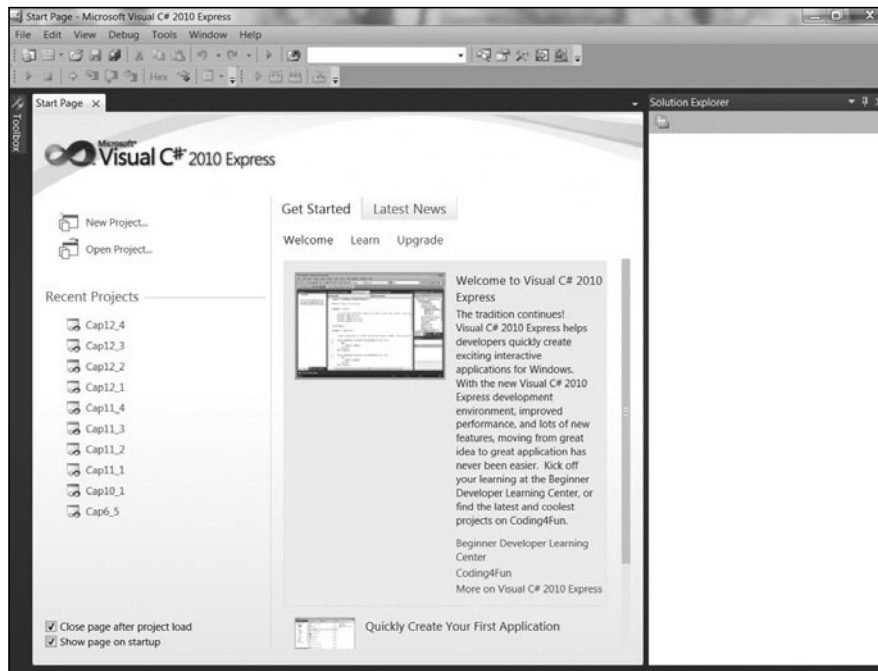 Start Page - Microsoft Visual C# 2010 Express
File Edit View Debug Tools Window Help
Hex
Toolbox
Start Page
Solution Explorer
Microsoft®
Visual C#® 2010 Express
New Project...
Open Project...
Recent Projects
Cap12_4
Cap12_3
Cap12_2
Cap12_1
Cap11_4
Cap11_3
Cap11_2
Cap11_1
Cap10_1
Cap6_5
Close page after project load
Show page on startup
Get Started Latest News
Welcome Learn Upgrade
Welcome to Visual C# 2010
Express
The tradition continues!
Visual C# 2010 Express helps
developers quickly create
exciting interactive
applications for Windows.
With the new Visual C# 2010
Express development
environment, improved
performance, and lots of new
features, moving from great
idea to great application has
never been easier. Kick off
your learning at the Beginner
Developer Learning Center, or
find the latest and coolest
projects on Coding4Fun.
Beginner Developer Learning
Center
Coding4Fun
More on Visual C# 2010 Express
Quickly Create Your First Application